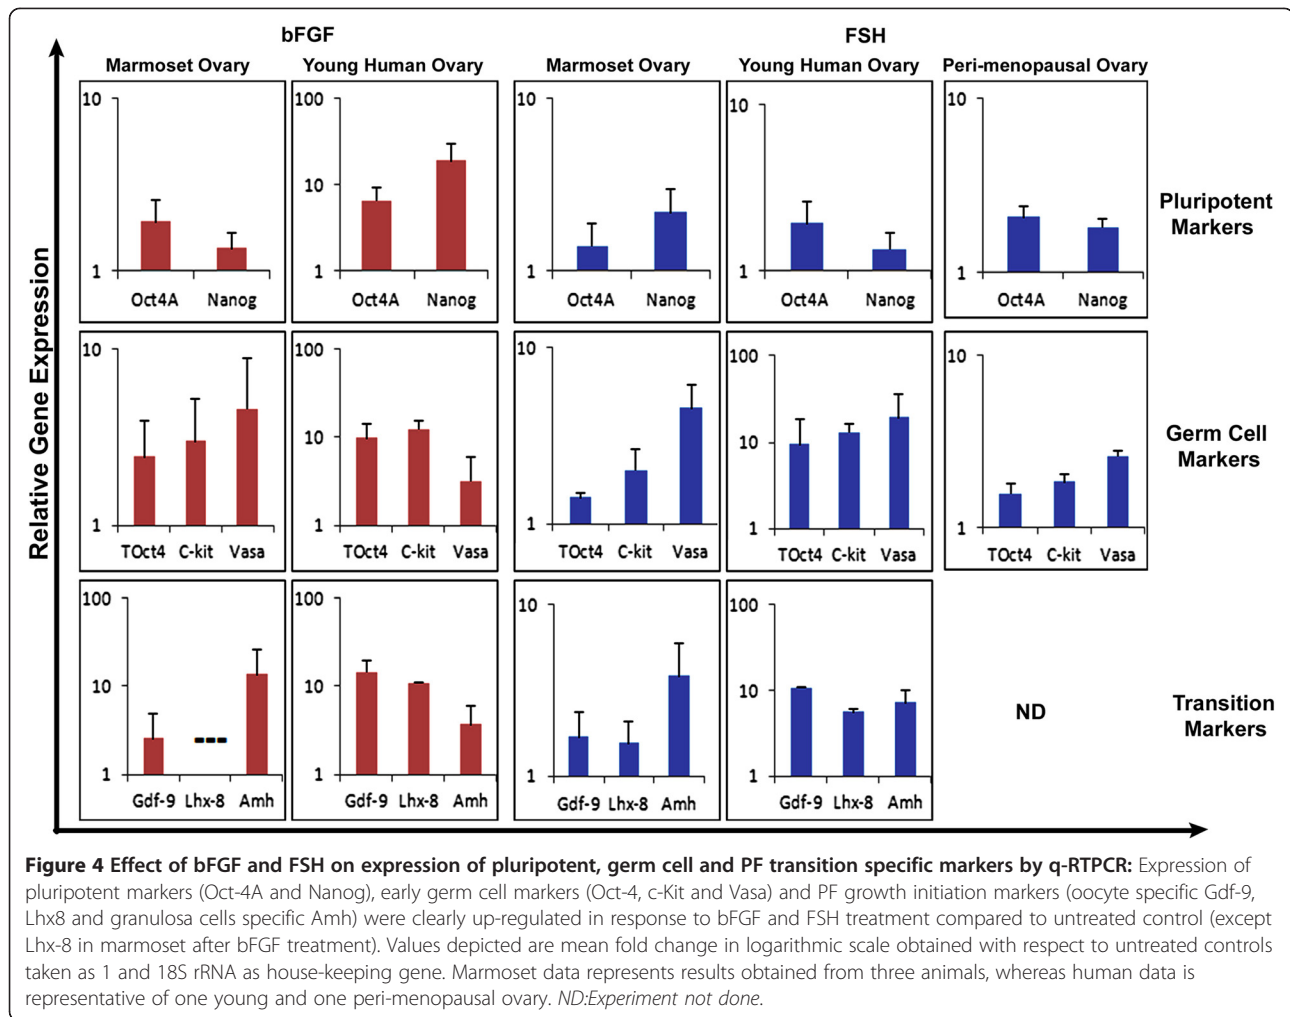 bFGF FSH
Marmoset Ovary Young Human Ovary Marmoset Ovary Young Human Ovary Peri-menopausal Ovary
Relative Gene Expression
10
1
Oct4A Nanog
100
10
1
Oct4A Nanog
10
1
Oct4A Nanog
10
1
Oct4A Nanog
10
1
Oct4A Nanog
Pluripotent
Markers
10
1
TOct4 C-kit Vasa
100
10
1
TOct4 C-kit Vasa
10
1
TOct4 C-kit Vasa
100
10
1
TOct4 C-kit Vasa
10
1
TOct4 C-kit Vasa
Germ Cell
Markers
100
10
1
---
Gdf-9 Lhx-8 Amh
100
10
1
Gdf-9 Lhx-8 Amh
10
1
Gdf-9 Lhx-8 Amh
100
10
1
Gdf-9 Lhx-8 Amh
ND
Transition
Markers
Figure 4 Effect of bFGF and FSH on expression of pluripotent, germ cell and PF transition specific markers by q-RTPCR: Expression of
pluripotent markers (Oct-4A and Nanog), early germ cell markers (Oct-4, c-Kit and Vasa) and PF growth initiation markers (oocyte specific Gdf-9,
Lhx8 and granulosa cells specific Amh) were clearly up-regulated in response to bFGF and FSH treatment compared to untreated control (except
Lhx-8 in marmoset after bFGF treatment). Values depicted are mean fold change in logarithmic scale obtained with respect to untreated controls
taken as 1 and 18S rRNA as house-keeping gene. Marmoset data represents results obtained from three animals, whereas human data is
representative of one young and one peri-menopausal ovary. ND:Experiment not done.